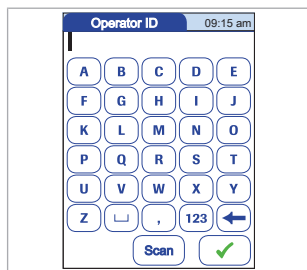 Operator ID 09:15 am
A B C D E
F G H I J
K L M N O
P Q R S T
U V W X Y
Z , 123
Scan